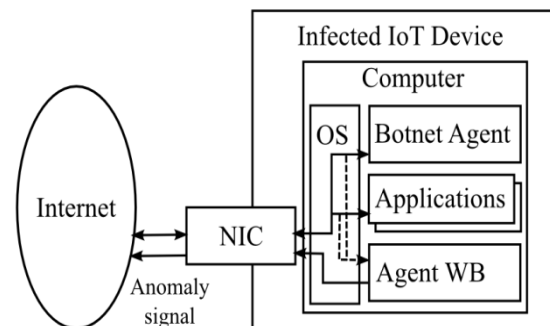 Infected IoT Device
Computer
OS
Botnet Agent
Applications
Agent WB
Internet
NIC
Anomaly
signal